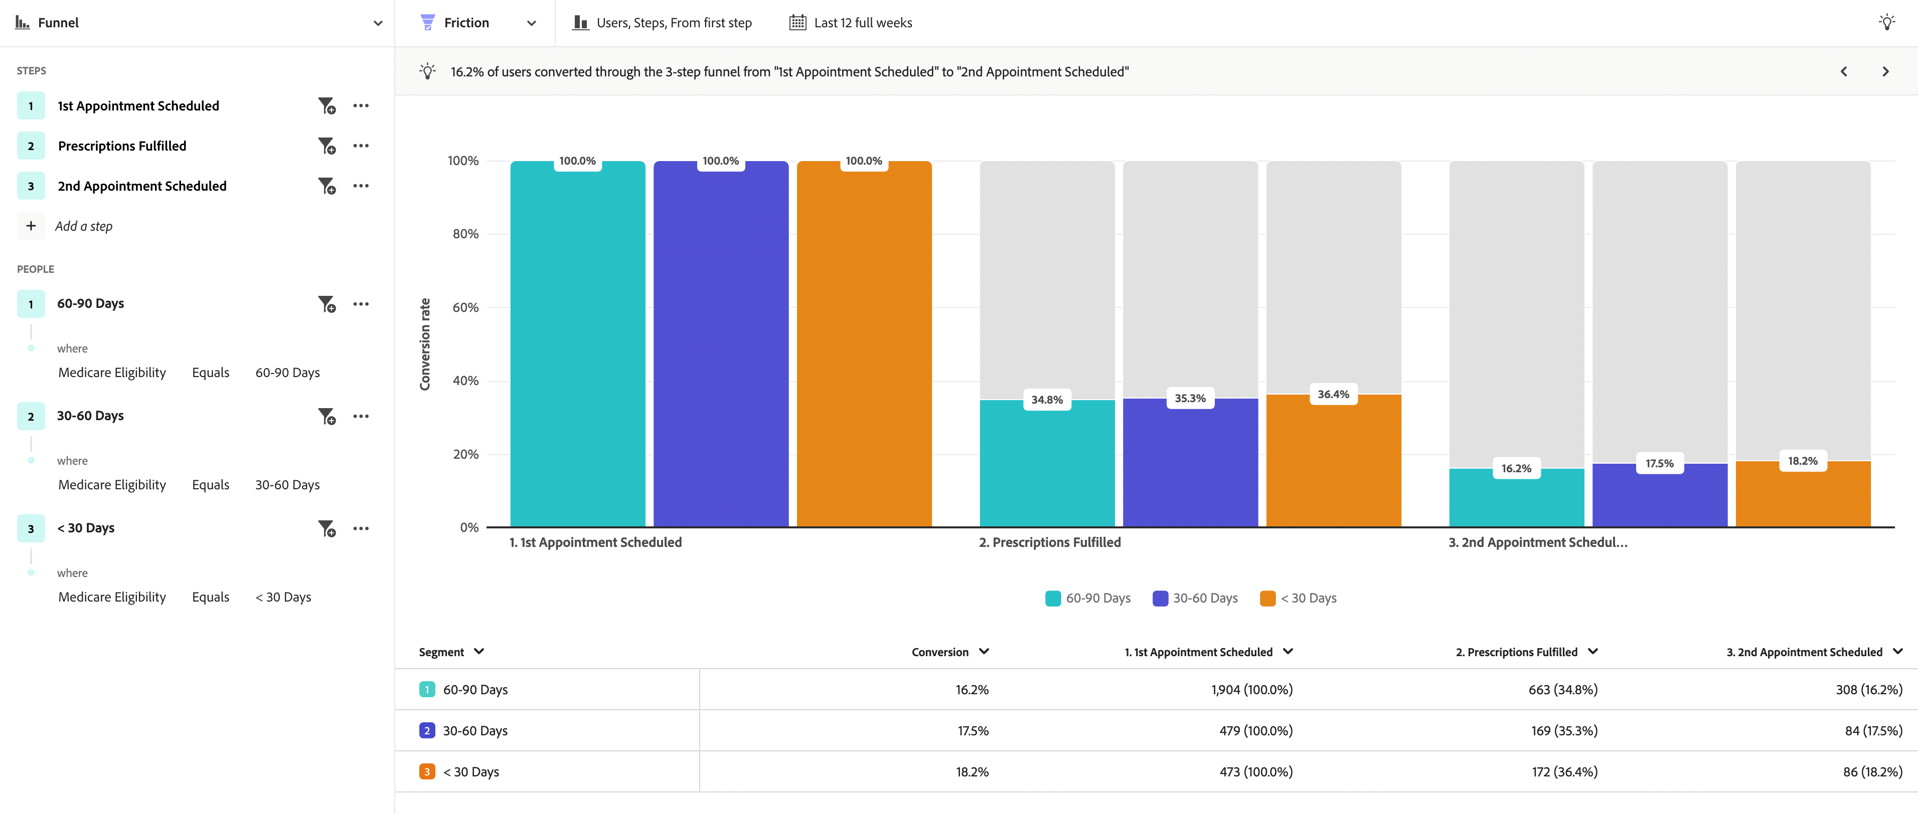 Funnel
Friction
Users, Steps, From first step
Last 12 full weeks
16.2% of users converted through the 3-step funnel from "1st Appointment Scheduled" to "2nd Appointment Scheduled"
STEPS
1 1st Appointment Scheduled
2 Prescriptions Fulfilled
3 2nd Appointment Scheduled
+ Add a step
PEOPLE
1 60-90 Days
where
Medicare Eligibility Equals 60-90 Days
2 30-60 Days
where
Medicare Eligibility Equals 30-60 Days
3 < 30 Days
where
Medicare Eligibility Equals < 30 Days
Conversion rate
100%
80%
60%
40%
20%
0%
100.0% 100.0% 100.0%
34.8% 35.3% 36.4%
16.2% 17.5% 18.2%
1. 1st Appointment Scheduled 2. Prescriptions Fulfilled 3. 2nd Appointment Schedul...
60-90 Days 30-60 Days < 30 Days
Segment Conversion 1. 1st Appointment Scheduled 2. Prescriptions Fulfilled 3. 2nd Appointment Scheduled
1 60-90 Days 16.2% 1,904 (100.0%) 663 (34.8%) 308 (16.2%)
2 30-60 Days 17.5% 479 (100.0%) 169 (35.3%) 84 (17.5%)
3 < 30 Days 18.2% 473 (100.0%) 172 (36.4%) 86 (18.2%)